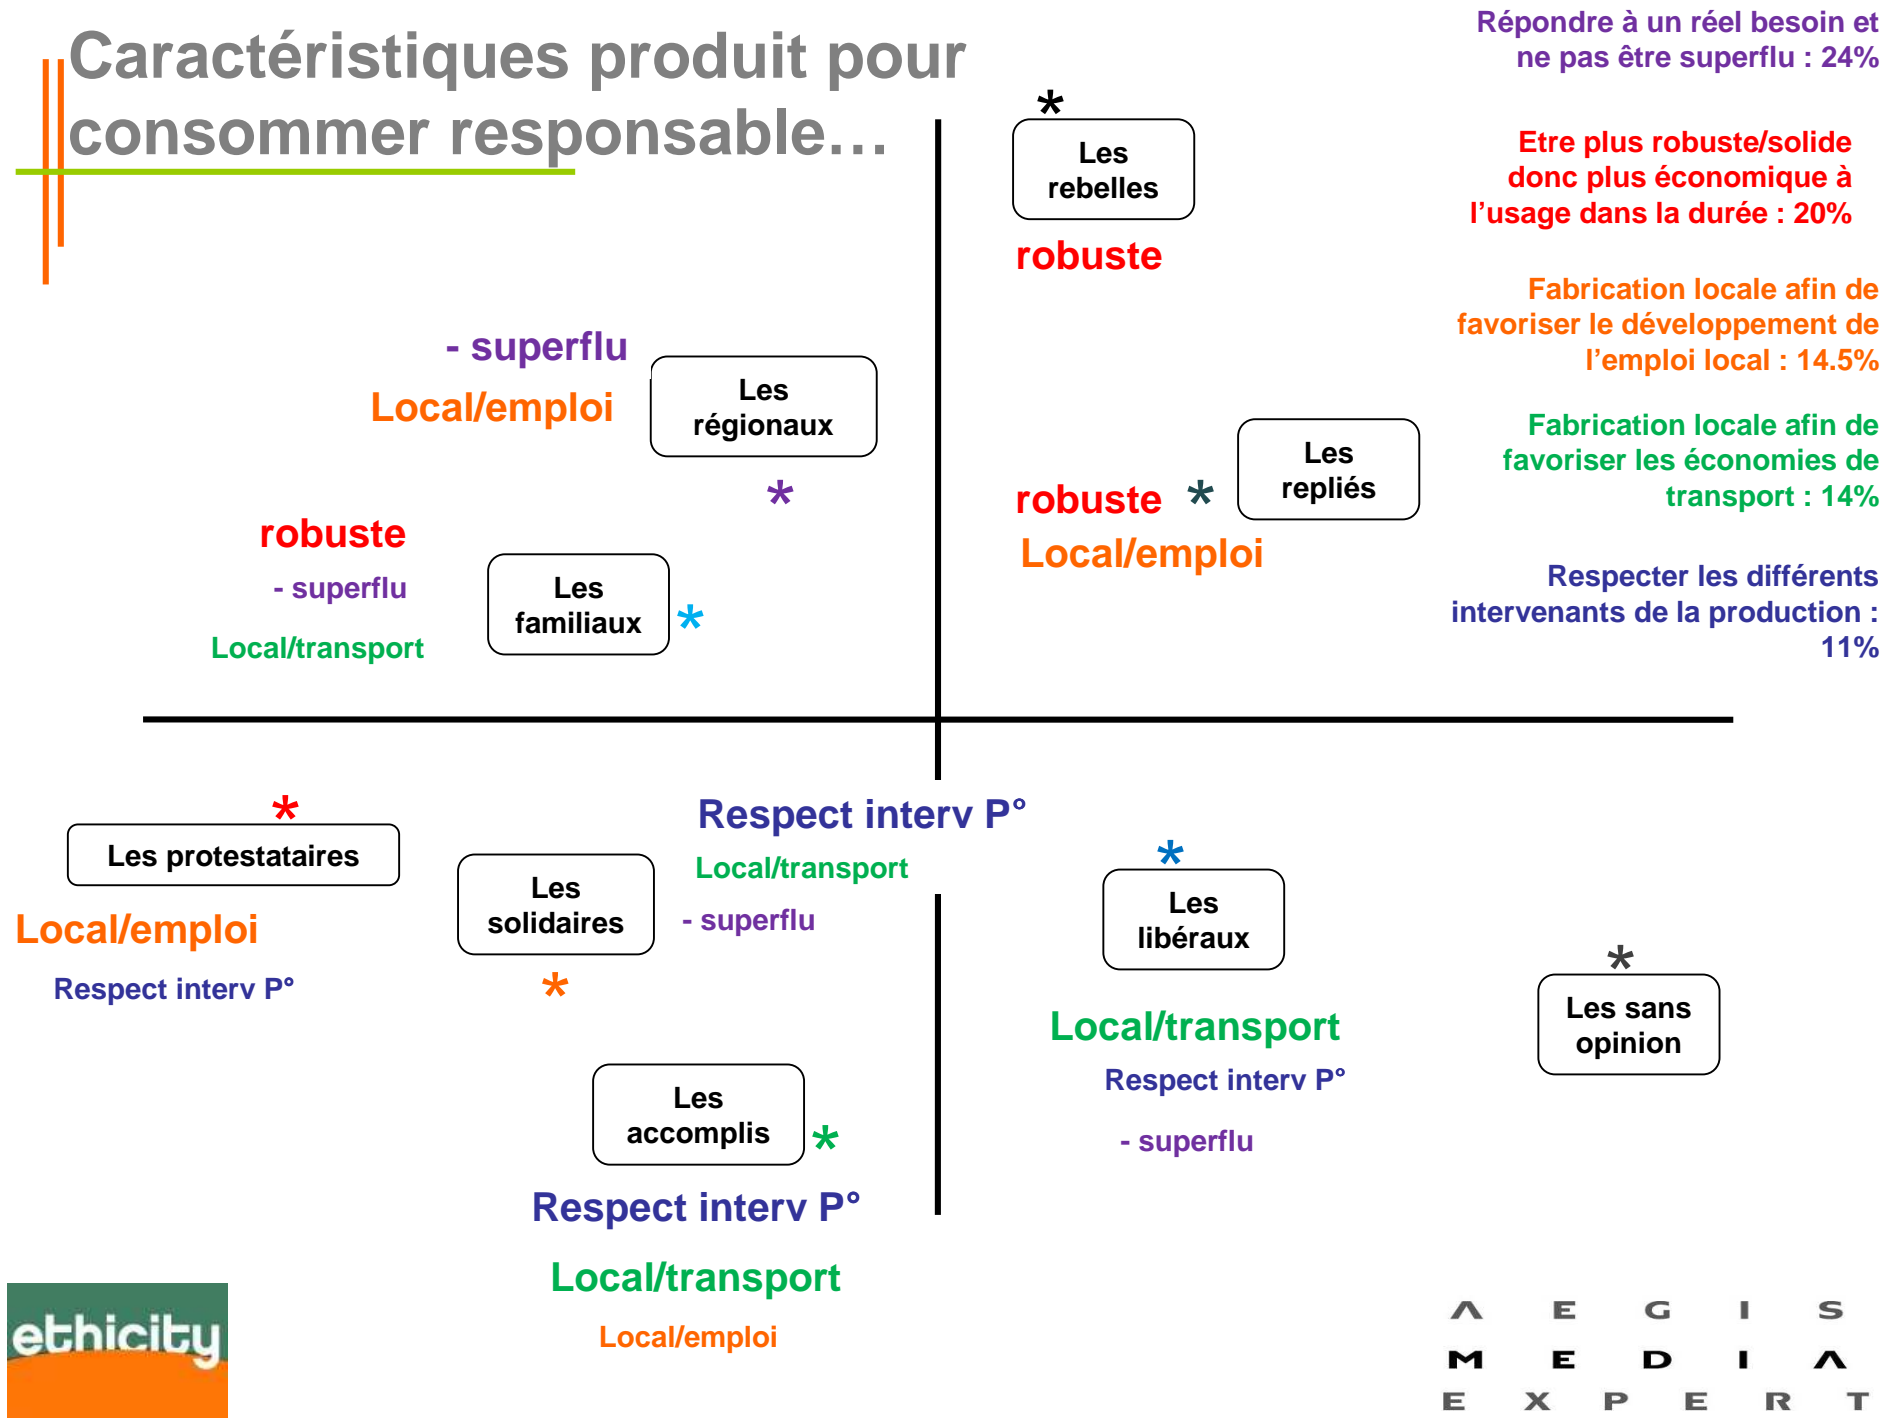 Caractéristiques produit pour
consommer responsable…
Répondre à un réel besoin et
ne pas être superflu : 24%
Etre plus robuste/solide
donc plus économique à
l’usage dans la durée : 20%
Fabrication locale afin de
favoriser le développement de
l’emploi local : 14.5%
Fabrication locale afin de
favoriser les économies de
transport : 14%
Respecter les différents
intervenants de la production :
11%
*
Les
rebelles
robuste
- superflu
Local/emploi
Les
régionaux
*
robuste
*
Local/emploi
Les
repliés
robuste
- superflu
Local/transport
Les
familiaux
*
*
Les protestataires
Local/emploi
Respect interv P°
Les
solidaires
*
Respect interv P°
Local/transport
- superflu
*
Les
libéraux
Local/transport
Respect interv P°
- superflu
*
Les sans
opinion
Les
accomplis
*
Respect interv P°
Local/transport
Local/emploi
ethicity
AEGIS
MEDIA
EXPERT